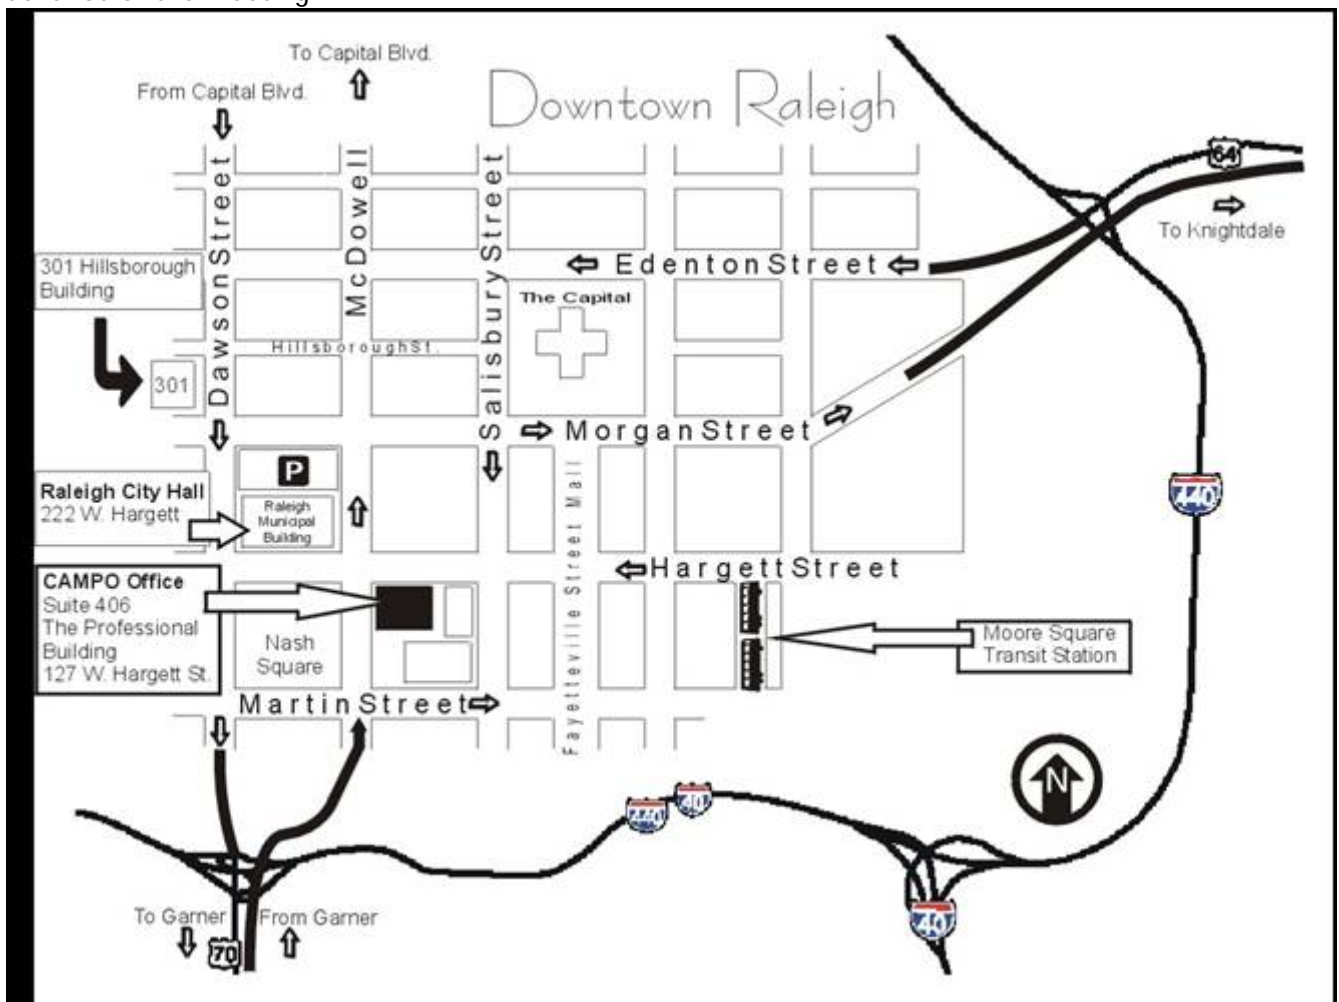 To Capital Blvd.
From Capital Blvd.
Downtown Raleigh
64
To Knightdale
Dawson Street
McDowell
Salisbury Street
Edenton Street
301 Hillsborough
Building
The Capital
Hillsborough St.
301
Morgan Street
P
Raleigh City Hall
222 W. Hargett
Raleigh
Municipal
Building
440
Fayetteville Street Mall
Hargett Street
CAMPO Office
Suite 406
The Professional
Building
127 W. Hargett St.
Nash
Square
Moore Square
Transit Station
Martin Street
N
440
40
40
To Garner
From Garner
70